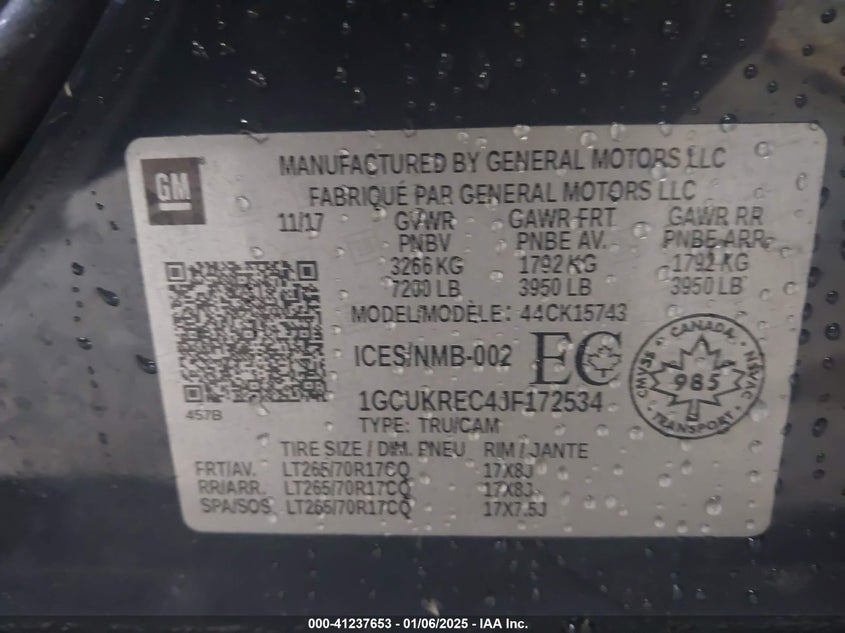 GM
MANUFACTURED BY GENERAL MOTORS LLC
FABRIQUÉ PAR GENERAL MOTORS LLC
11/17 GVWR GAWR FRT GAWR RR
PNBV PNBE AV. PNBE ARR.
3266 KG 1792 KG 1792 KG
7200 LB 3950 LB 3950 LB
MODEL/MODÈLE: 44CK15743
ICES/NMB-002 EC
CANADA
CMVSS 985 NSVAC
TRANSPORT
457B
1GCUKREC4JF172534
TYPE: TRU/CAM
TIRE SIZE / DIM. PNEU RIM / JANTE
FRT/AV. LT265/70R17CQ 17X8J
RR/ARR. LT265/70R17CQ 17X8J
SPA/SOS LT265/70R17CQ 17X7.5J
000-41237653 — 01/06/2025 — IAA Inc.